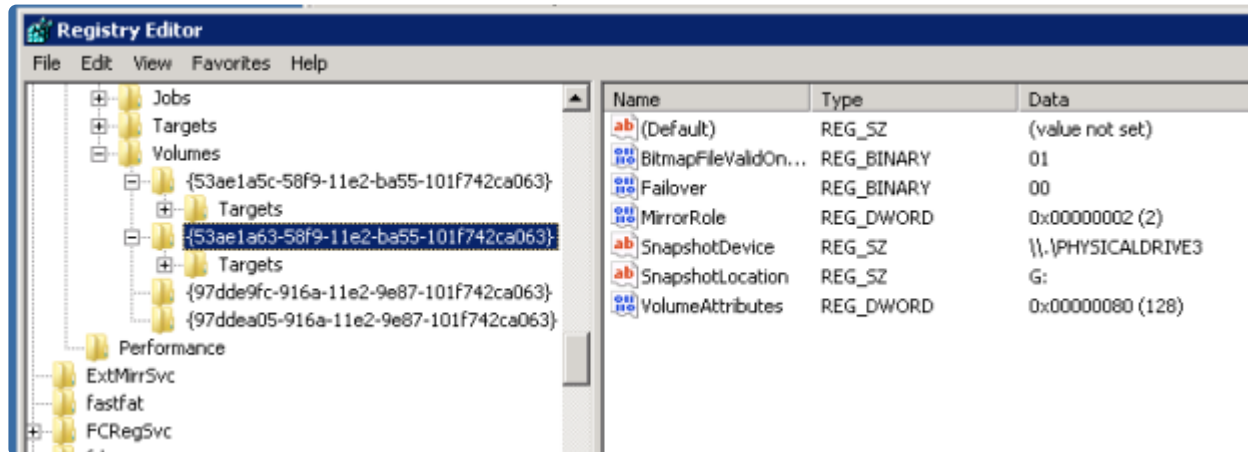 Registry Editor
File Edit View Favorites Help
Jobs
Targets
Volumes
{53ae1a5c-58f9-11e2-ba55-101f742ca063}
Targets
{53ae1a63-58f9-11e2-ba55-101f742ca063}
Targets
{97dde9fc-916a-11e2-9e87-101f742ca063}
{97ddea05-916a-11e2-9e87-101f742ca063}
Performance
ExtMirrSvc
fastfat
FCRegSvc
Name Type Data
(Default) REG_SZ (value not set)
BitmapFileValidOn... REG_BINARY 01
Failover REG_BINARY 00
MirrorRole REG_DWORD 0x00000002 (2)
SnapshotDevice REG_SZ \\.\PHYSICALDRIVE3
SnapshotLocation REG_SZ G:
VolumeAttributes REG_DWORD 0x00000080 (128)